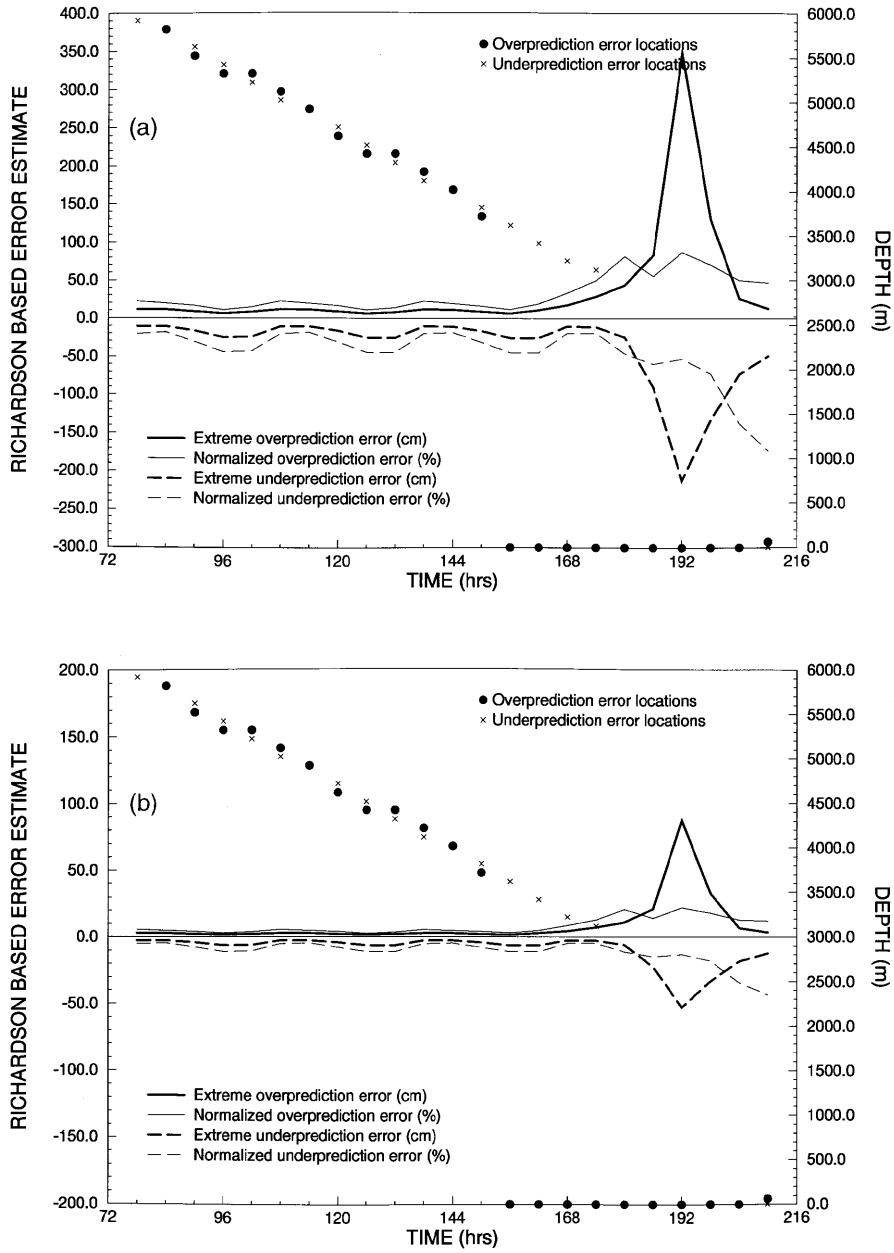 RICHARDSON BASED ERROR ESTIMATE
400.0
350.0
300.0
250.0
200.0
150.0
100.0
50.0
0.0
-50.0
-100.0
-150.0
-200.0
-250.0
-300.0
(a)
Overprediction error locations
Underprediction error locations
Extreme overprediction error (cm)
Normalized overprediction error (%)
Extreme underprediction error (cm)
Normalized underprediction error (%)
6000.0
5500.0
5000.0
4500.0
4000.0
3500.0
3000.0
2500.0
2000.0
1500.0
1000.0
500.0
0.0
DEPTH (m)
72 96 120 144 168 192 216
TIME (hrs)
RICHARDSON BASED ERROR ESTIMATE
200.0
150.0
100.0
50.0
0.0
-50.0
-100.0
-150.0
-200.0
(b)
Overprediction error locations
Underprediction error locations
Extreme overprediction error (cm)
Normalized overprediction error (%)
Extreme underprediction error (cm)
Normalized underprediction error (%)
6000.0
5500.0
5000.0
4500.0
4000.0
3500.0
3000.0
2500.0
2000.0
1500.0
1000.0
500.0
0.0
DEPTH (m)
72 96 120 144 168 192 216
TIME (hrs)